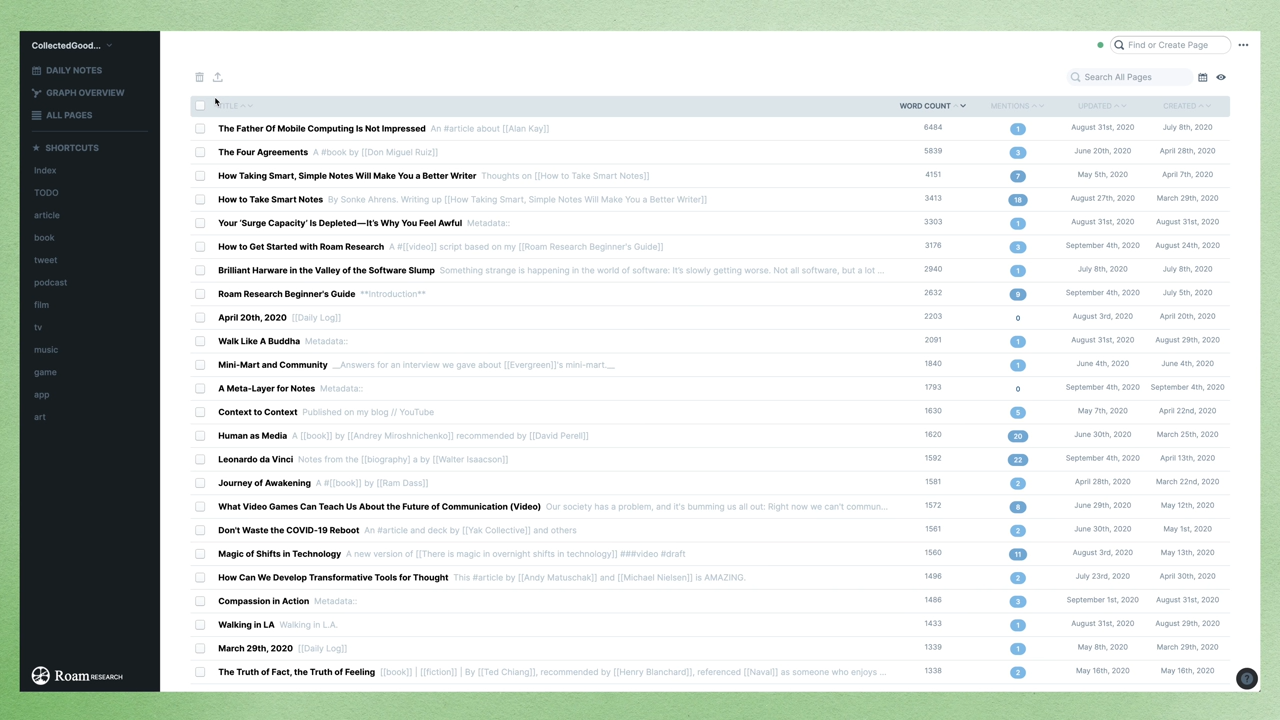 CollectedGood...
DAILY NOTES
GRAPH OVERVIEW
ALL PAGES
SHORTCUTS
Index
TODO
article
book
tweet
podcast
film
tv
music
game
app
art
Roam RESEARCH
Find or Create Page
Search All Pages
TITLE WORD COUNT MENTIONS UPDATED CREATED
The Father Of Mobile Computing Is Not Impressed An #article about [[Alan Kay]] 6484 1 August 31st, 2020 July 8th, 2020
The Four Agreements A #book by [[Don Miguel Ruiz]] 5839 3 June 20th, 2020 April 28th, 2020
How Taking Smart, Simple Notes Will Make You a Better Writer Thoughts on [[How to Take Smart Notes]] 4151 7 May 5th, 2020 April 7th, 2020
How to Take Smart Notes By Sonke Ahrens. Writing up [[How Taking Smart, Simple Notes Will Make You a Better Writer]] 3413 18 August 27th, 2020 March 29th, 2020
Your ‘Surge Capacity’ Is Depleted — It’s Why You Feel Awful Metadata:: 3303 1 August 31st, 2020 August 31st, 2020
How to Get Started with Roam Research A #[[video]] script based on my [[Roam Research Beginner's Guide]] 3176 3 September 4th, 2020 August 24th, 2020
Brilliant Harware in the Valley of the Software Slump Something strange is happening in the world of software: It’s slowly getting worse. Not all software, but a lot ... 2940 1 July 8th, 2020 July 8th, 2020
Roam Research Beginner's Guide **Introduction** 2632 9 September 4th, 2020 July 5th, 2020
April 20th, 2020 [[Daily Log]] 2203 0 August 3rd, 2020 April 20th, 2020
Walk Like A Buddha Metadata:: 2091 1 August 31st, 2020 August 29th, 2020
Mini-Mart and Community __Answers for an interview we gave about [[Evergreen]]'s mini-mart.__ 1840 1 June 4th, 2020 June 4th, 2020
A Meta-Layer for Notes Metadata:: 1793 0 September 4th, 2020 September 4th, 2020
Context to Context Published on my blog // YouTube 1630 5 May 7th, 2020 April 22nd, 2020
Human as Media A [[book]] by [[Andrey Miroshnichenko]] recommended by [[David Perell]] 1620 20 June 30th, 2020 March 25th, 2020
Leonardo da Vinci Notes from the [[biography] a by [[Walter Isaacson]] 1592 22 September 4th, 2020 April 13th, 2020
Journey of Awakening A #[[book]] by [[Ram Dass]] 1581 2 April 28th, 2020 March 22nd, 2020
What Video Games Can Teach Us About the Future of Communication (Video) Our society has a problem, and it's bumming us all out: Right now we can't commun... 1572 8 June 29th, 2020 May 12th, 2020
Don't Waste the COVID-19 Reboot An #article and deck by [[Yak Collective]] and others 1561 2 June 30th, 2020 May 1st, 2020
Magic of Shifts in Technology A new version of [[There is magic in overnight shifts in technology]] ###video #draft 1560 11 August 3rd, 2020 May 13th, 2020
How Can We Develop Transformative Tools for Thought This #article by [[Andy Matuschak]] and [[Michael Nielsen]] is AMAZING. 1496 2 July 23rd, 2020 April 30th, 2020
Compassion in Action Metadata:: 1486 3 September 1st, 2020 August 31st, 2020
Walking in LA Walking in L.A. 1433 1 August 31st, 2020 August 29th, 2020
March 29th, 2020 [[Daily Log]] 1339 1 May 8th, 2020 March 29th, 2020
The Truth of Fact, the Truth of Feeling [[book]] | [[fiction]] | By [[Ted Chiang]], recommended by [[Henry Blanchard]], referenced [[Naval]] as someone who enjoys ... 1338 2 May 16th, 2020 May 16th, 2020
?